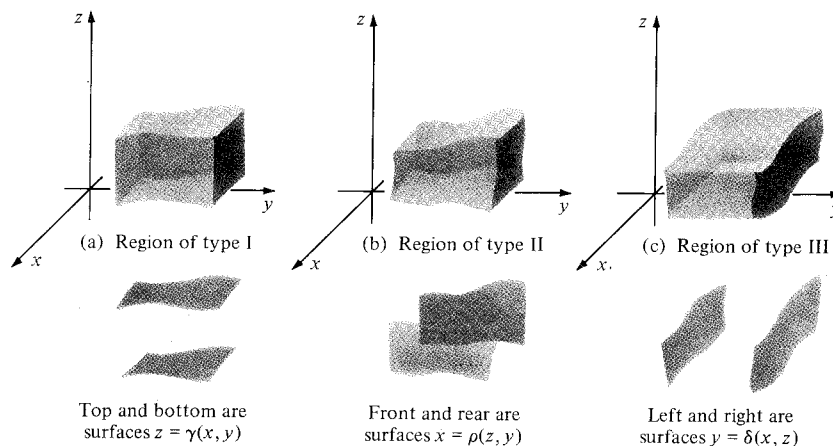 z
z
z
y
y
x
x
x
(a) Region of type I
(b) Region of type II
(c) Region of type III
Top and bottom are
surfaces z = γ(x, y)
Front and rear are
surfaces x = ρ(z, y)
Left and right are
surfaces y = δ(x, z)